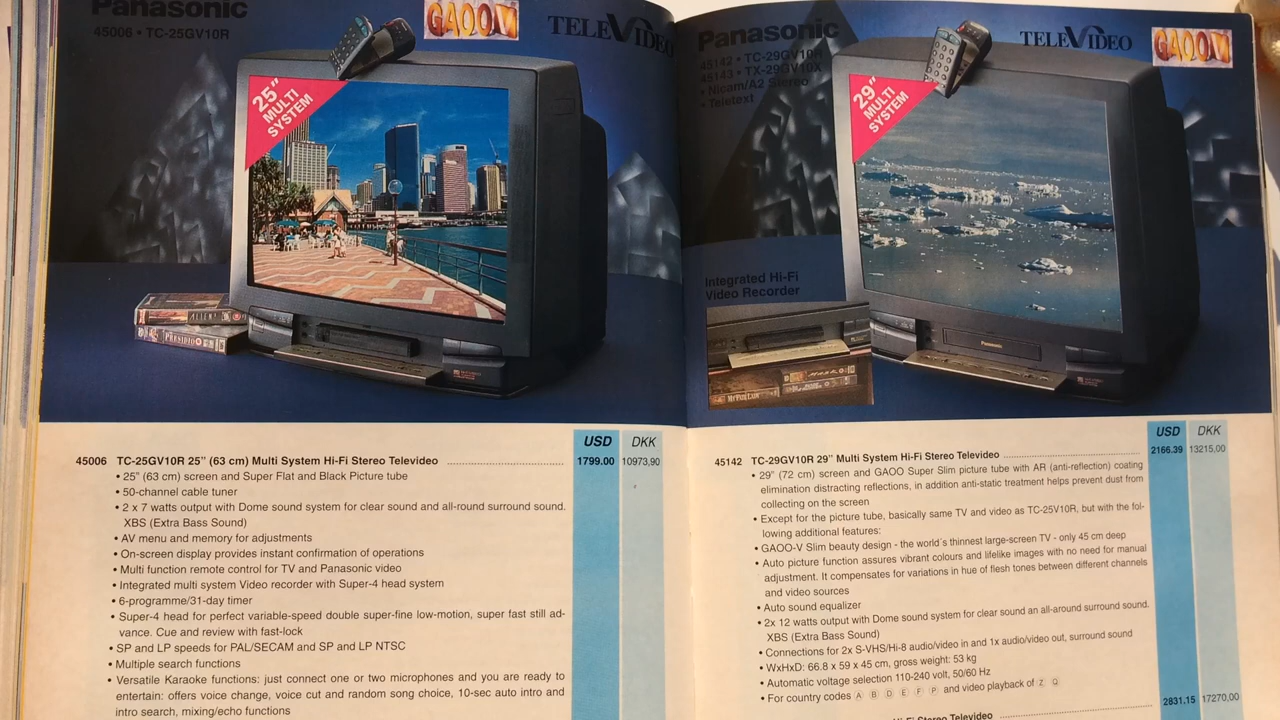 Panasonic
45006 • TC-25GV10R
GAOOV
TELEVIDEO
25"
MULTI
SYSTEM
ALIEN
PRESIDIO
USD
DKK
45006 TC-25GV10R 25" (63 cm) Multi System Hi-Fi Stereo Televideo 1799.00 10973,90
• 25" (63 cm) screen and Super Flat and Black Picture tube
• 50-channel cable tuner
• 2 x 7 watts output with Dome sound system for clear sound and all-round surround sound.
XBS (Extra Bass Sound)
• AV menu and memory for adjustments
• On-screen display provides instant confirmation of operations
• Multi function remote control for TV and Panasonic video
• Integrated multi system Video recorder with Super-4 head system
• 6-programme/31-day timer
• Super-4 head for perfect variable-speed double super-fine low-motion, super fast still ad-
vance. Cue and review with fast-lock
• SP and LP speeds for PAL/SECAM and SP and LP NTSC
• Multiple search functions
• Versatile Karaoke functions: just connect one or two microphones and you are ready to
entertain: offers voice change, voice cut and random song choice, 10-sec auto intro and
intro search, mixing/echo functions
Panasonic
45142 • TC-29GV10R
45143 • TX-29GV10X
• Nicam/A2 Stereo
• Teletext
TELEVIDEO
GAOOV
29"
MULTI
SYSTEM
Integrated Hi-Fi
Video Recorder
Panasonic
USD
DKK
45142 TC-29GV10R 29" Multi System Hi-Fi Stereo Televideo 2166.39 13215,00
• 29" (72 cm) screen and GAOO Super Slim picture tube with AR (anti-reflection) coating
elimination distracting reflections, in addition anti-static treatment helps prevent dust from
collecting on the screen
• Except for the picture tube, basically same TV and video as TC-25V10R, but with the fol-
lowing additional features:
• GAOO-V Slim beauty design - the world´s thinnest large-screen TV - only 45 cm deep
• Auto picture function assures vibrant colours and lifelike images with no need for manual
adjustment. It compensates for variations in hue of flesh tones between different channels
and video sources
• Auto sound equalizer
• 2x 12 watts output with Dome sound system for clear sound an all-around surround sound.
XBS (Extra Bass Sound)
• Connections for 2x S-VHS/Hi-8 audio/video in and 1x audio/video out, surround sound
• WxHxD: 66.8 x 59 x 45 cm, gross weight: 53 kg
• Automatic voltage selection 110-240 volt, 50/60 Hz
• For country codes A B D E F P and video playback of Z Q
Hi-Fi Stereo Televideo 2831.15 17270,00